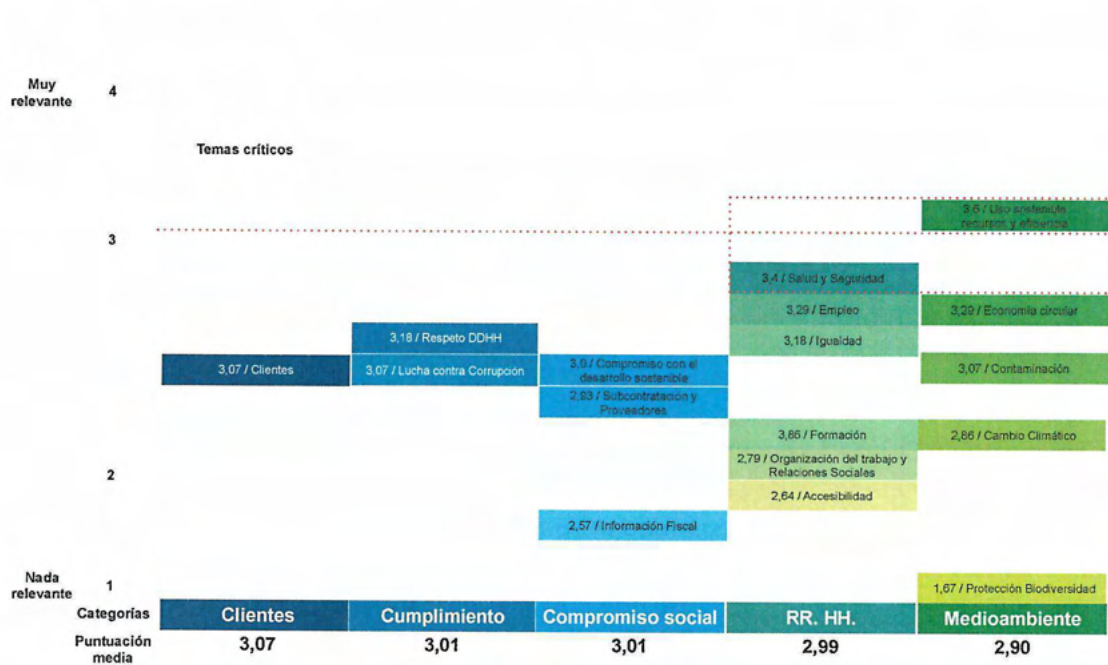 Muy
relevante
4
Temas críticos
3,6 / Uso sostenible
recursos y eficiencia
3
3,4 / Salud y Seguridad
3,29 / Empleo
3,29 / Economía circular
3,18 / Respeto DDHH
3,18 / Igualdad
3,07 / Clientes
3,07 / Lucha contra Corrupción
3,0 / Compromiso con el
desarrollo sostenible
3,07 / Contaminación
2,93 / Subcontratación y
Proveedores
3,86 / Formación
2,86 / Cambio Climático
2
2,79 / Organización del trabajo y
Relaciones Sociales
2,64 / Accesibilidad
2,57 / Información Fiscal
Nada
relevante
1
1,67 / Protección Biodiversidad
Categorías
Clientes
Cumplimiento
Compromiso social
RR. HH.
Medioambiente
Puntuación
media
3,07
3,01
3,01
2,99
2,90